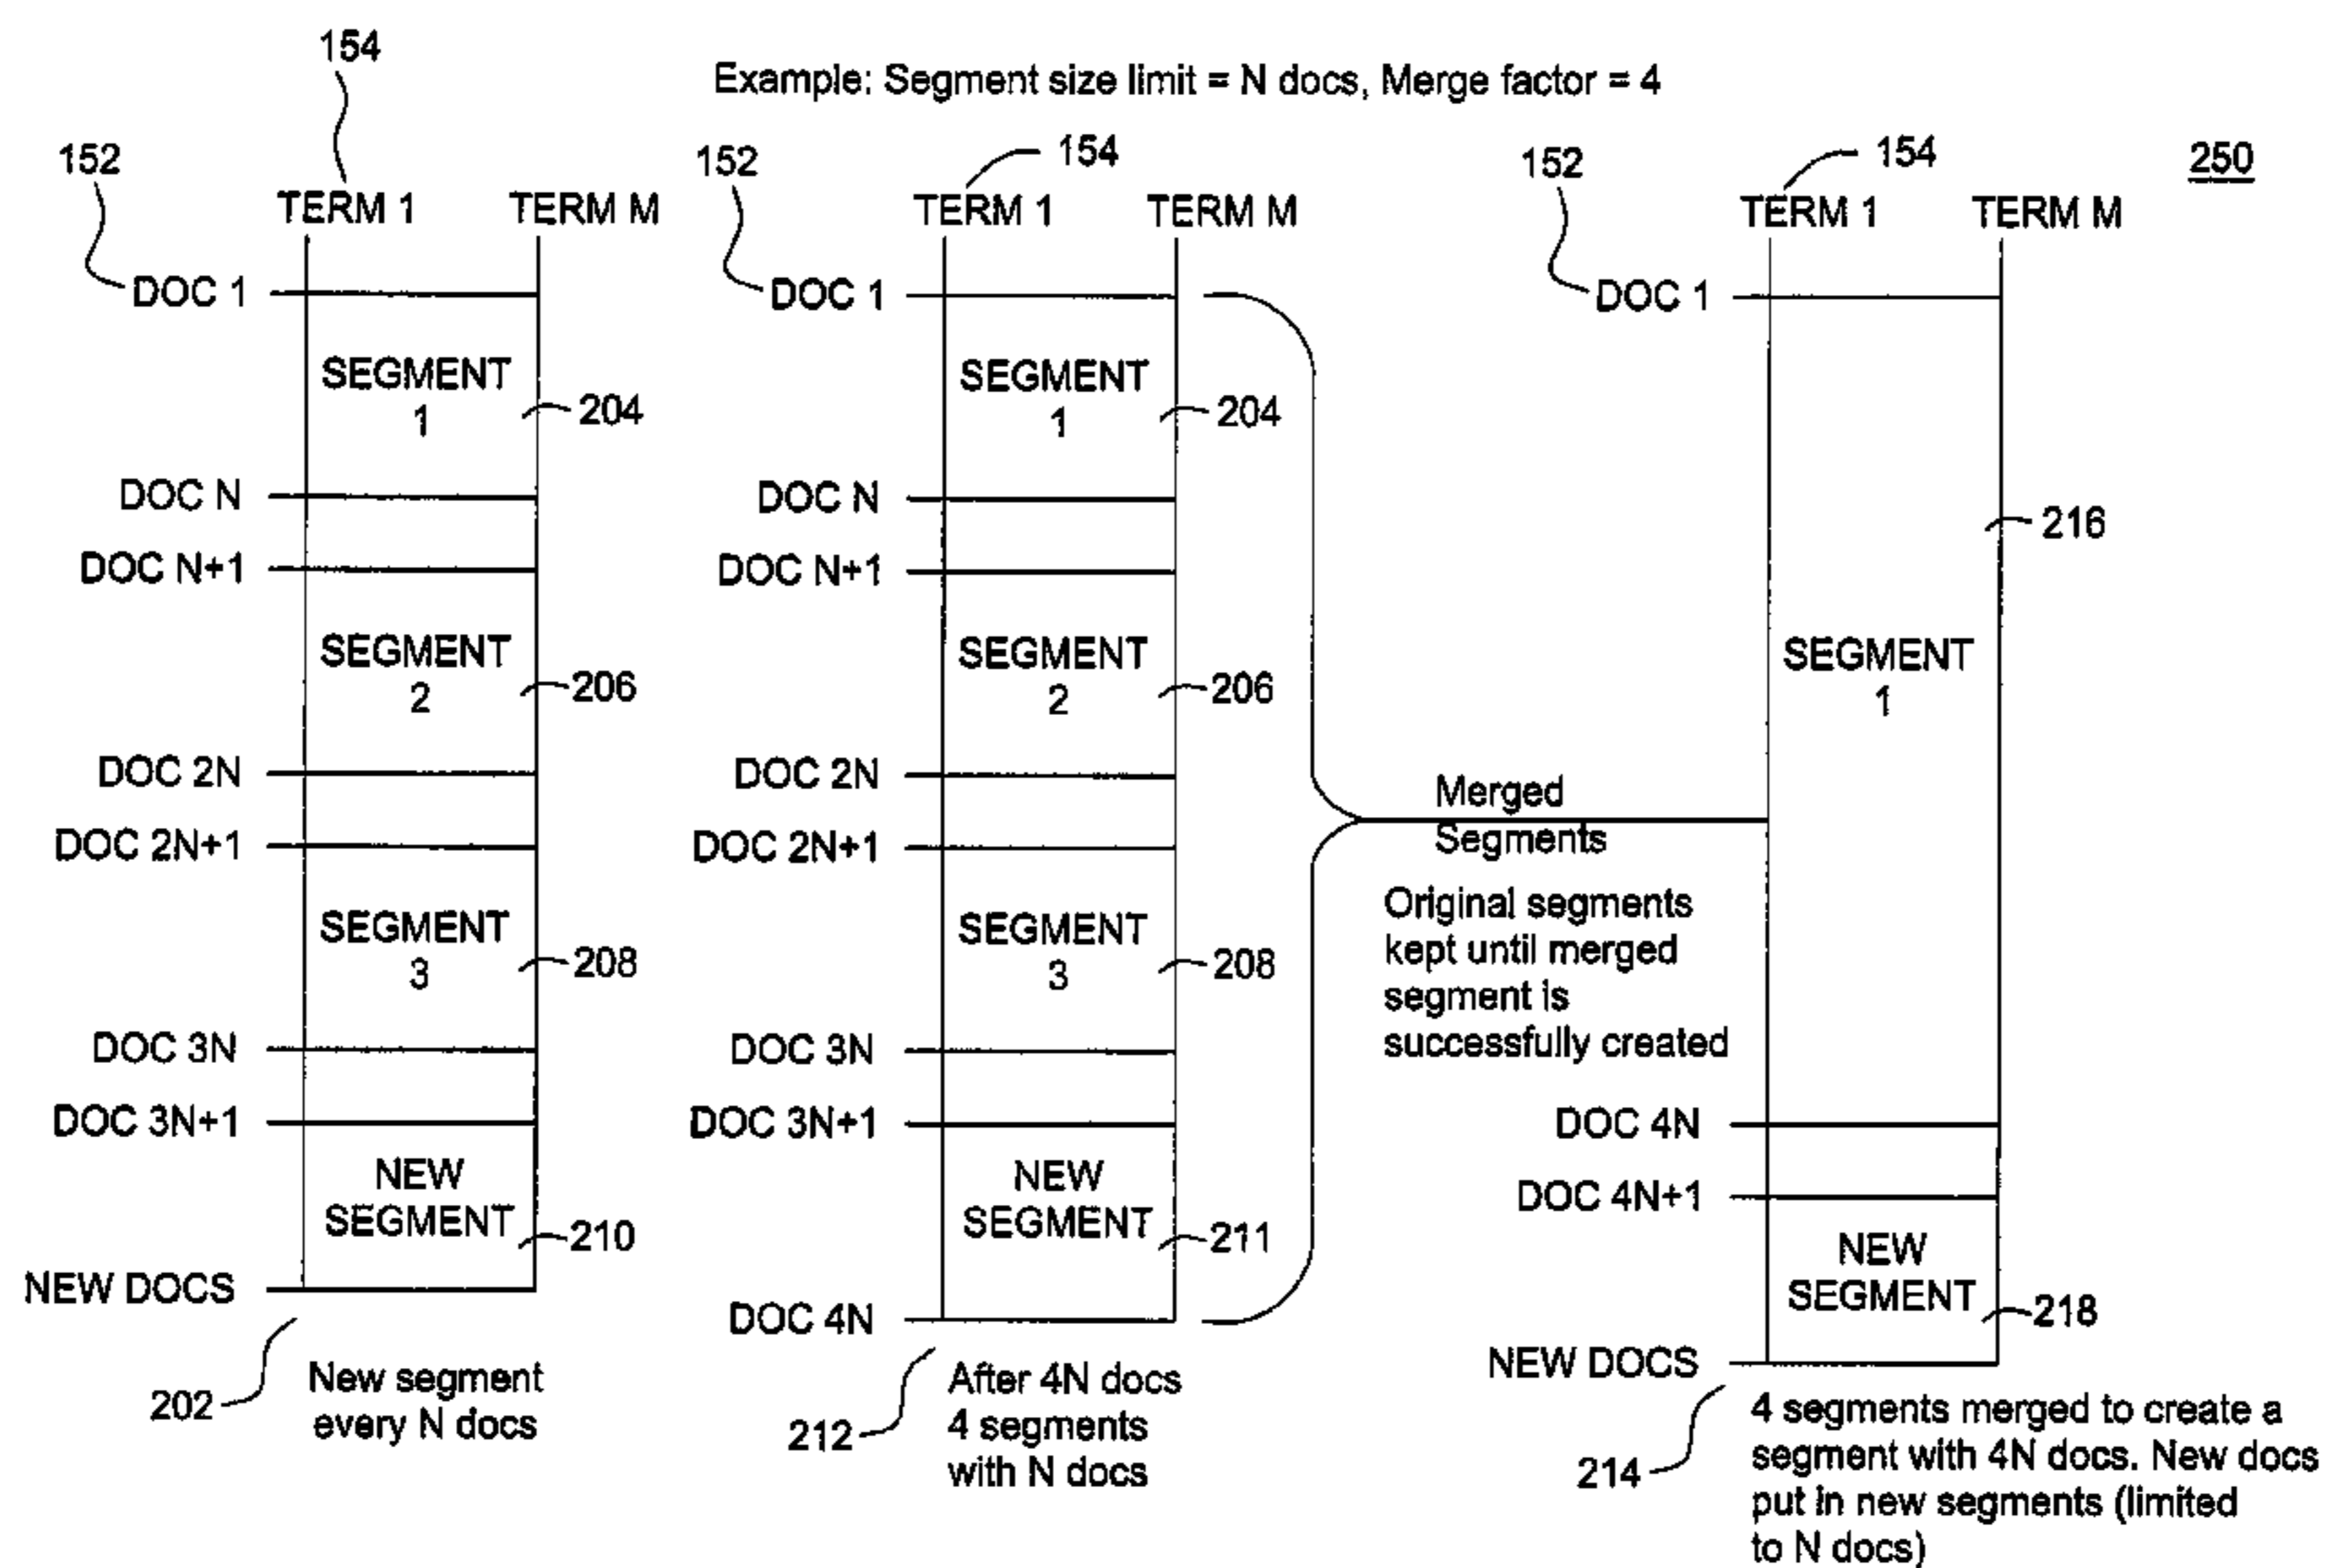 Example: Segment size limit = N docs, Merge factor = 4
250
154
152
TERM 1 TERM M
DOC 1
SEGMENT
1
204
DOC N
DOC N+1
SEGMENT
2
206
DOC 2N
DOC 2N+1
SEGMENT
3
208
DOC 3N
DOC 3N+1
NEW
SEGMENT
210
NEW DOCS
202
New segment
every N docs
152
154
TERM 1 TERM M
DOC 1
SEGMENT
1
204
DOC N
DOC N+1
SEGMENT
2
206
DOC 2N
DOC 2N+1
SEGMENT
3
208
DOC 3N
DOC 3N+1
NEW
SEGMENT
211
DOC 4N
212
After 4N docs
4 segments
with N docs
Merged
Segments
Original segments
kept until merged
segment is
successfully created
152
154
TERM 1 TERM M
DOC 1
216
SEGMENT
1
DOC 4N
DOC 4N+1
NEW
SEGMENT
218
NEW DOCS
214
4 segments merged to create a
segment with 4N docs. New docs
put in new segments (limited
to N docs)